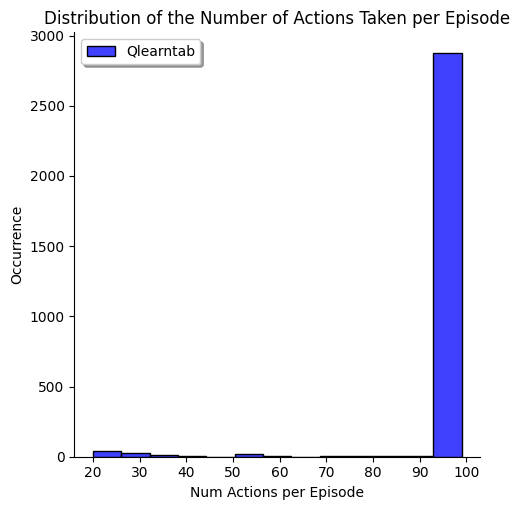 Distribution of the Number of Actions Taken per Episode
Qlearntab
3000
2500
2000
1500
1000
500
0
Occurrence
20 30 40 50 60 70 80 90 100
Num Actions per Episode